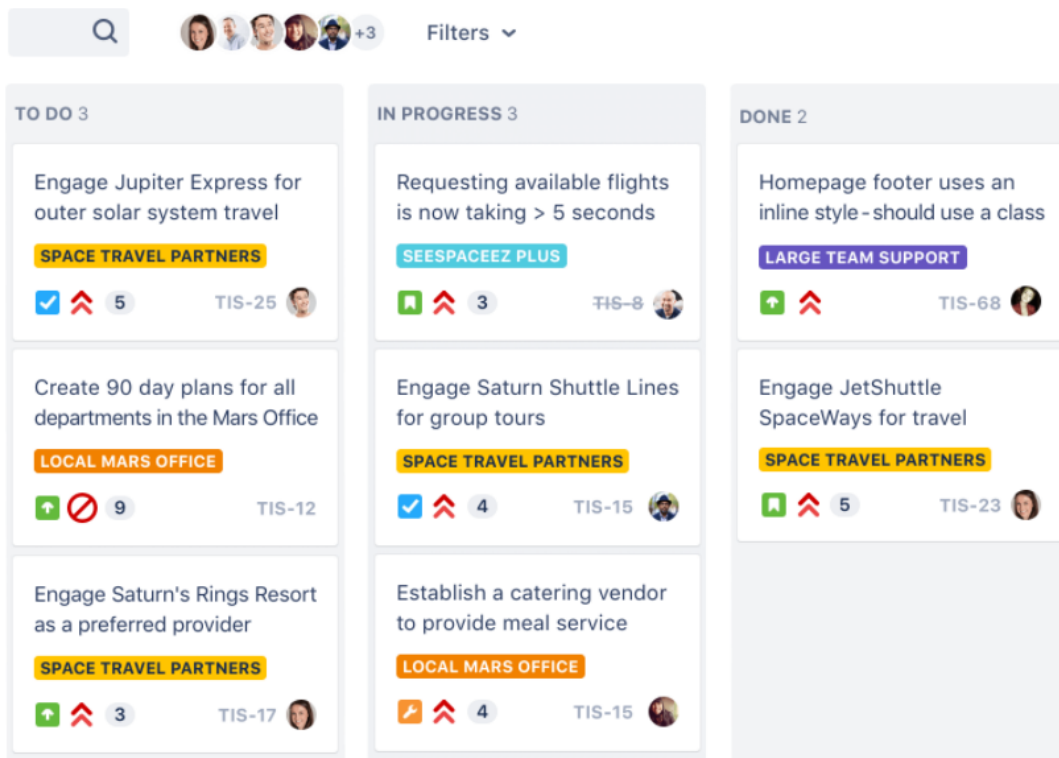 +3
Filters
TO DO 3
Engage Jupiter Express for
outer solar system travel
SPACE TRAVEL PARTNERS
5
TIS-25
Create 90 day plans for all
departments in the Mars Office
LOCAL MARS OFFICE
9
TIS-12
Engage Saturn's Rings Resort
as a preferred provider
SPACE TRAVEL PARTNERS
3
TIS-17
IN PROGRESS 3
Requesting available flights
is now taking > 5 seconds
SEESPACEEZ PLUS
3
TIS-8
Engage Saturn Shuttle Lines
for group tours
SPACE TRAVEL PARTNERS
4
TIS-15
Establish a catering vendor
to provide meal service
LOCAL MARS OFFICE
4
TIS-15
DONE 2
Homepage footer uses an
inline style-should use a class
LARGE TEAM SUPPORT
TIS-68
Engage JetShuttle
SpaceWays for travel
SPACE TRAVEL PARTNERS
5
TIS-23